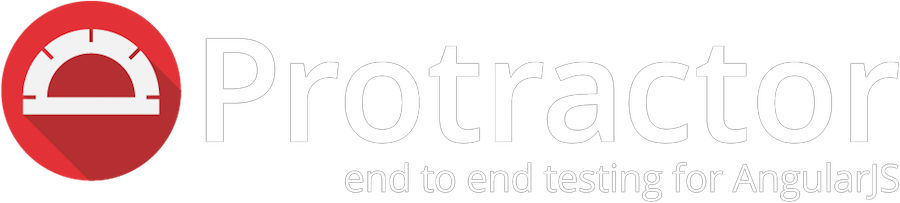 Protractor
end to end testing for AngularJS